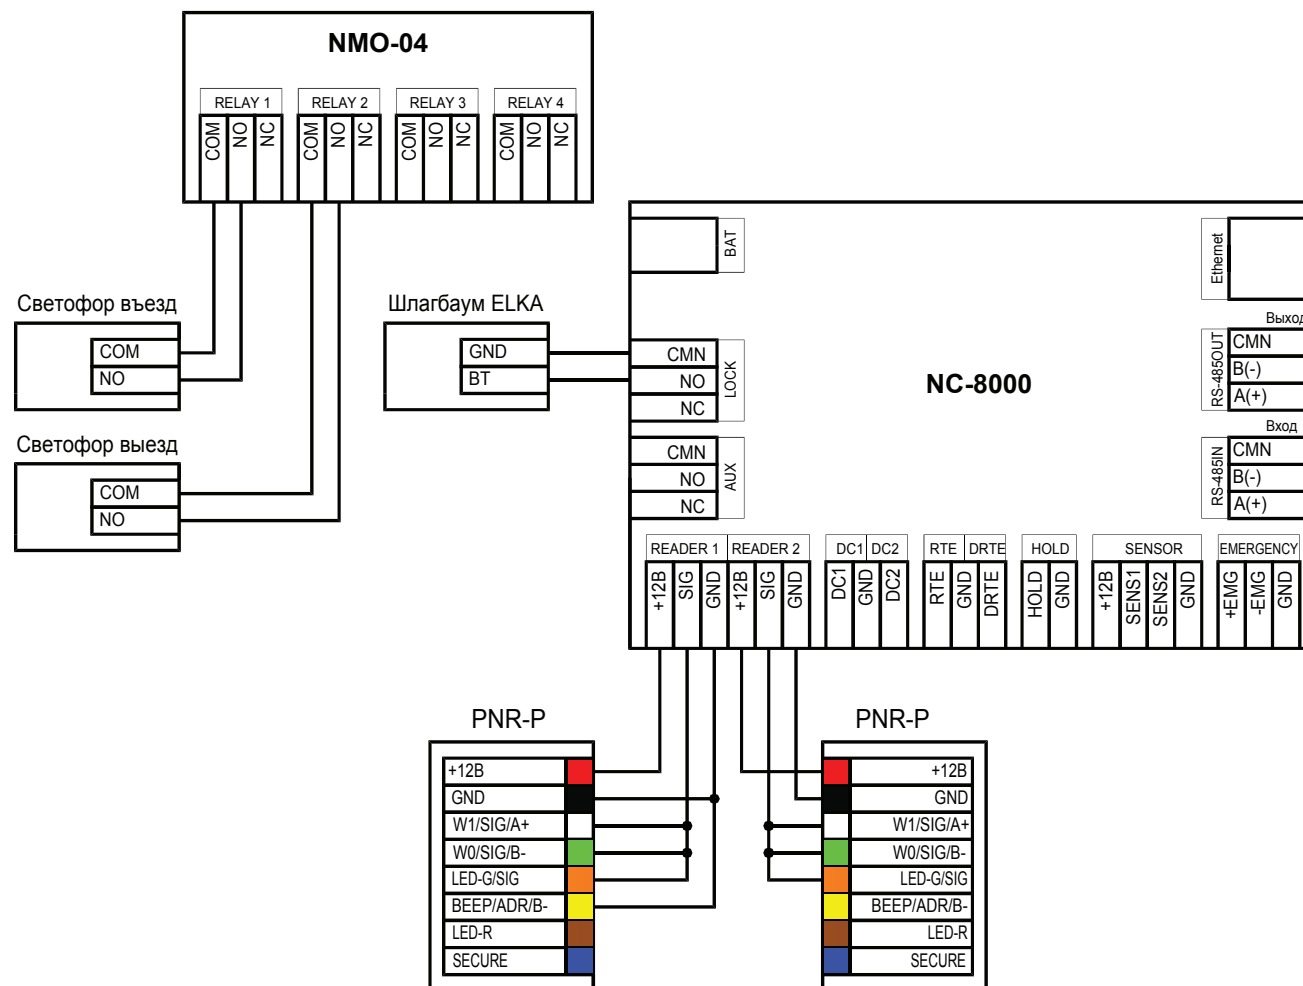 NMO-04
RELAY 1 RELAY 2 RELAY 3 RELAY 4
COM NO NC COM NO NC COM NO NC COM NO NC
Светофор въезд
COM
NO
Светофор выезд
COM
NO
Шлагбаум ELKA
GND
BT
NC-8000
BAT
CMN
NO
NC
LOCK
CMN
NO
NC
AUX
Ethernet
Выход
RS-485OUT
CMN
B(-)
A(+)
Вход
RS-485IN
CMN
B(-)
A(+)
READER 1 READER 2 DC1 DC2 RTE DRTE HOLD SENSOR EMERGENCY
+12В SIG GND +12В SIG GND DC1 GND DC2 RTE GND DRTE HOLD GND +12В SENS1 SENS2 GND +EMG -EMG GND
PNR-P
+12В
GND
W1/SIG/A+
W0/SIG/B-
LED-G/SIG
BEEP/ADR/B-
LED-R
SECURE
PNR-P
+12В
GND
W1/SIG/A+
W0/SIG/B-
LED-G/SIG
BEEP/ADR/B-
LED-R
SECURE